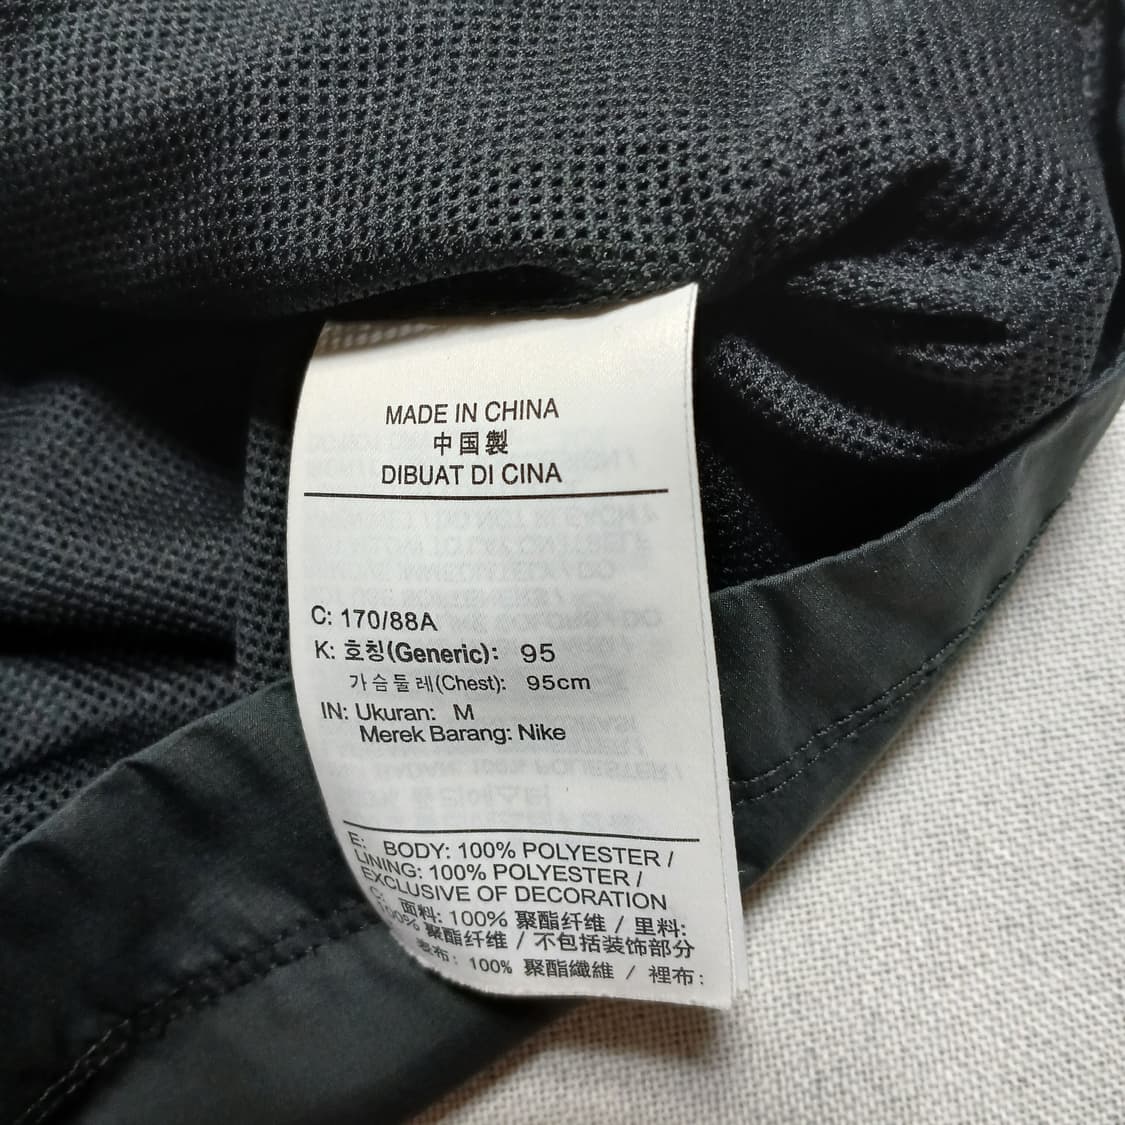 MADE IN CHINA
中国製
DIBUAT DI CINA
C: 170/88A
K: 호칭(Generic): 95
가슴둘레(Chest): 95cm
IN: Ukuran: M
Merek Barang: Nike
E: BODY: 100% POLYESTER /
LINING: 100% POLYESTER /
EXCLUSIVE OF DECORATION
C: 面料: 100% 聚酯纤维 / 里料:
100% 聚酯纤维 / 不包括装饰部分
表布: 100% 聚酯纖維 / 裡布: